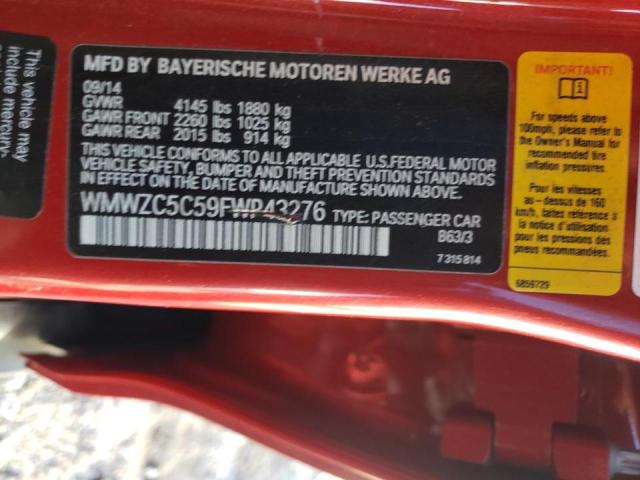 This vehicle may
include mercury
MFD BY BAYERISCHE MOTOREN WERKE AG
09/14
GVWR 4145 lbs 1880 kg
GAWR FRONT 2260 lbs 1025 kg
GAWR REAR 2015 lbs 914 kg
THIS VEHICLE CONFORMS TO ALL APPLICABLE U.S.FEDERAL MOTOR
VEHICLE SAFETY, BUMPER AND THEFT PREVENTION STANDARDS
IN EFFECT ON THE DATE OF MANUFACTURE SHOWN ABOVE.
WMWZC5C59FWP43276 TYPE: PASSENGER CAR
B63/3
7 315 814
IMPORTANT!
For speeds above
100mph, please refer to
the Owner's Manual for
recommended tire
inflation pressures.
Pour les vitesses
au - dessus de 160
km/h, faites référence
à la notice d'utilisation
pour les pressions des
pneus recommandées.
6859729